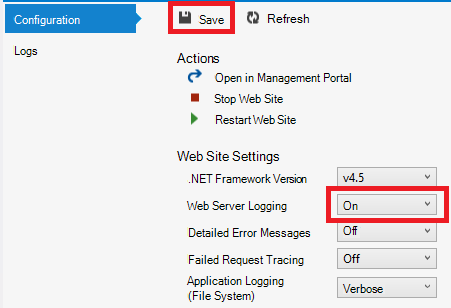 Configuration
Save
Refresh
Logs
Actions
Open in Management Portal
Stop Web Site
Restart Web Site
Web Site Settings
.NET Framework Version
v4.5
Web Server Logging
On
Detailed Error Messages
Off
Failed Request Tracing
Off
Application Logging
(File System)
Verbose